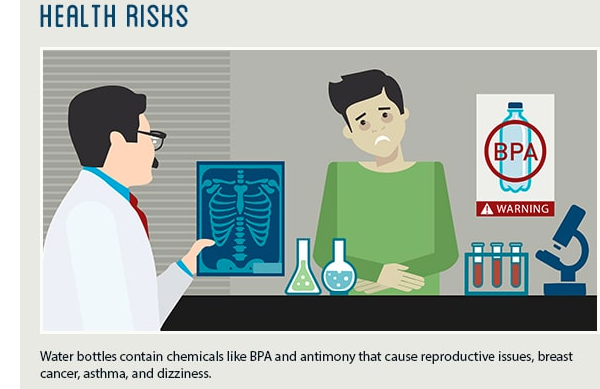 HEALTH RISKS
BPA
WARNING
Water bottles contain chemicals like BPA and antimony that cause reproductive issues, breast
cancer, asthma, and dizziness.